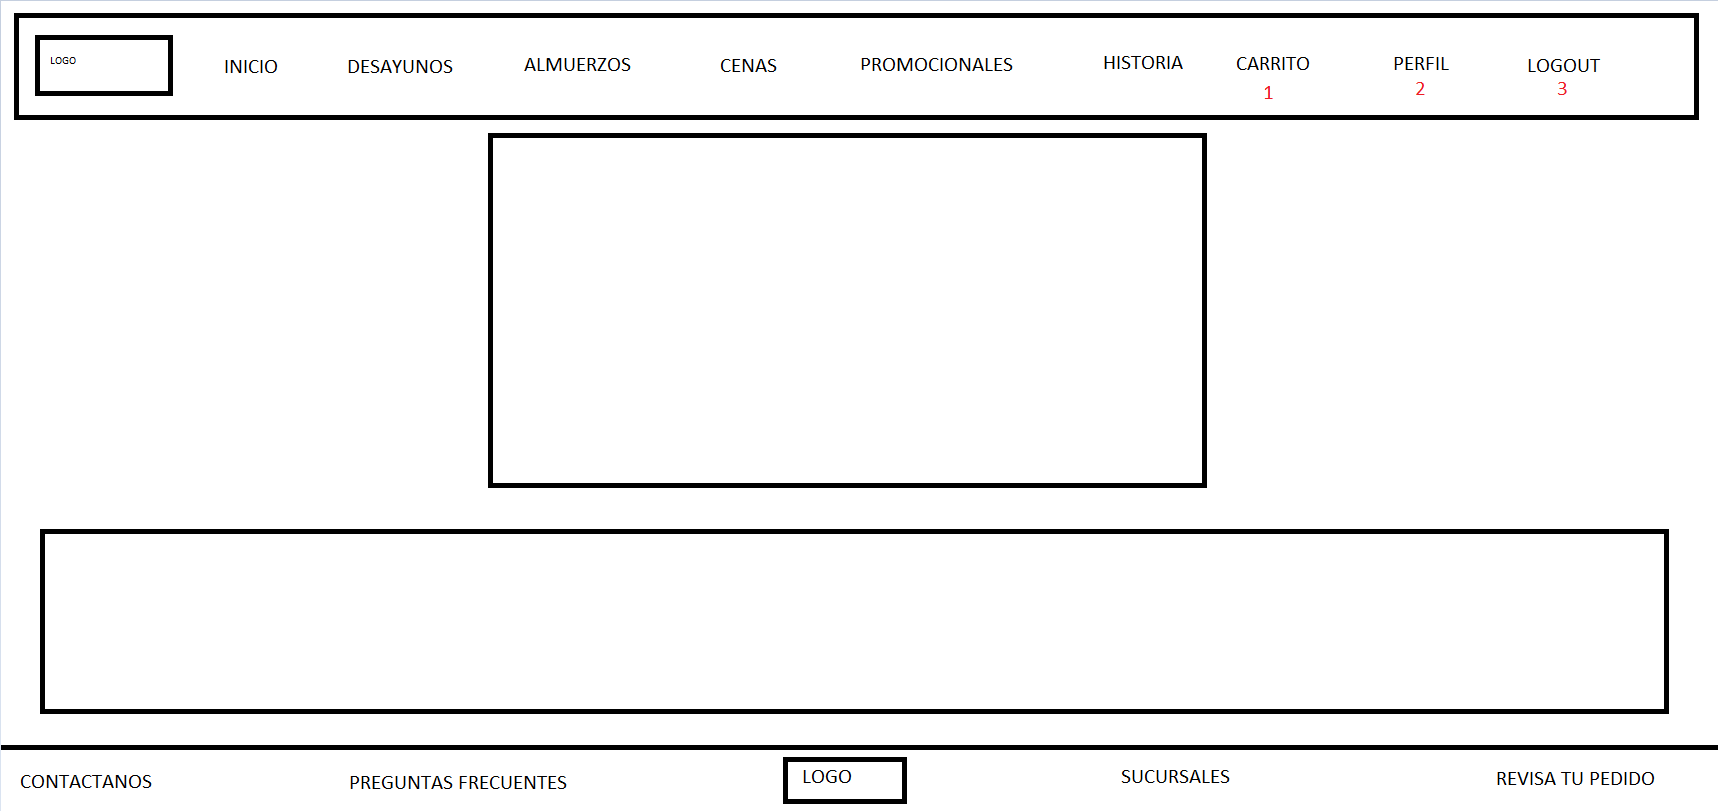 LOGO
INICIO
DESAYUNOS
ALMUERZOS
CENAS
PROMOCIONALES
HISTORIA
CARRITO
1
PERFIL
2
LOGOUT
3
CONTACTANOS
PREGUNTAS FRECUENTES
LOGO
SUCURSALES
REVISA TU PEDIDO